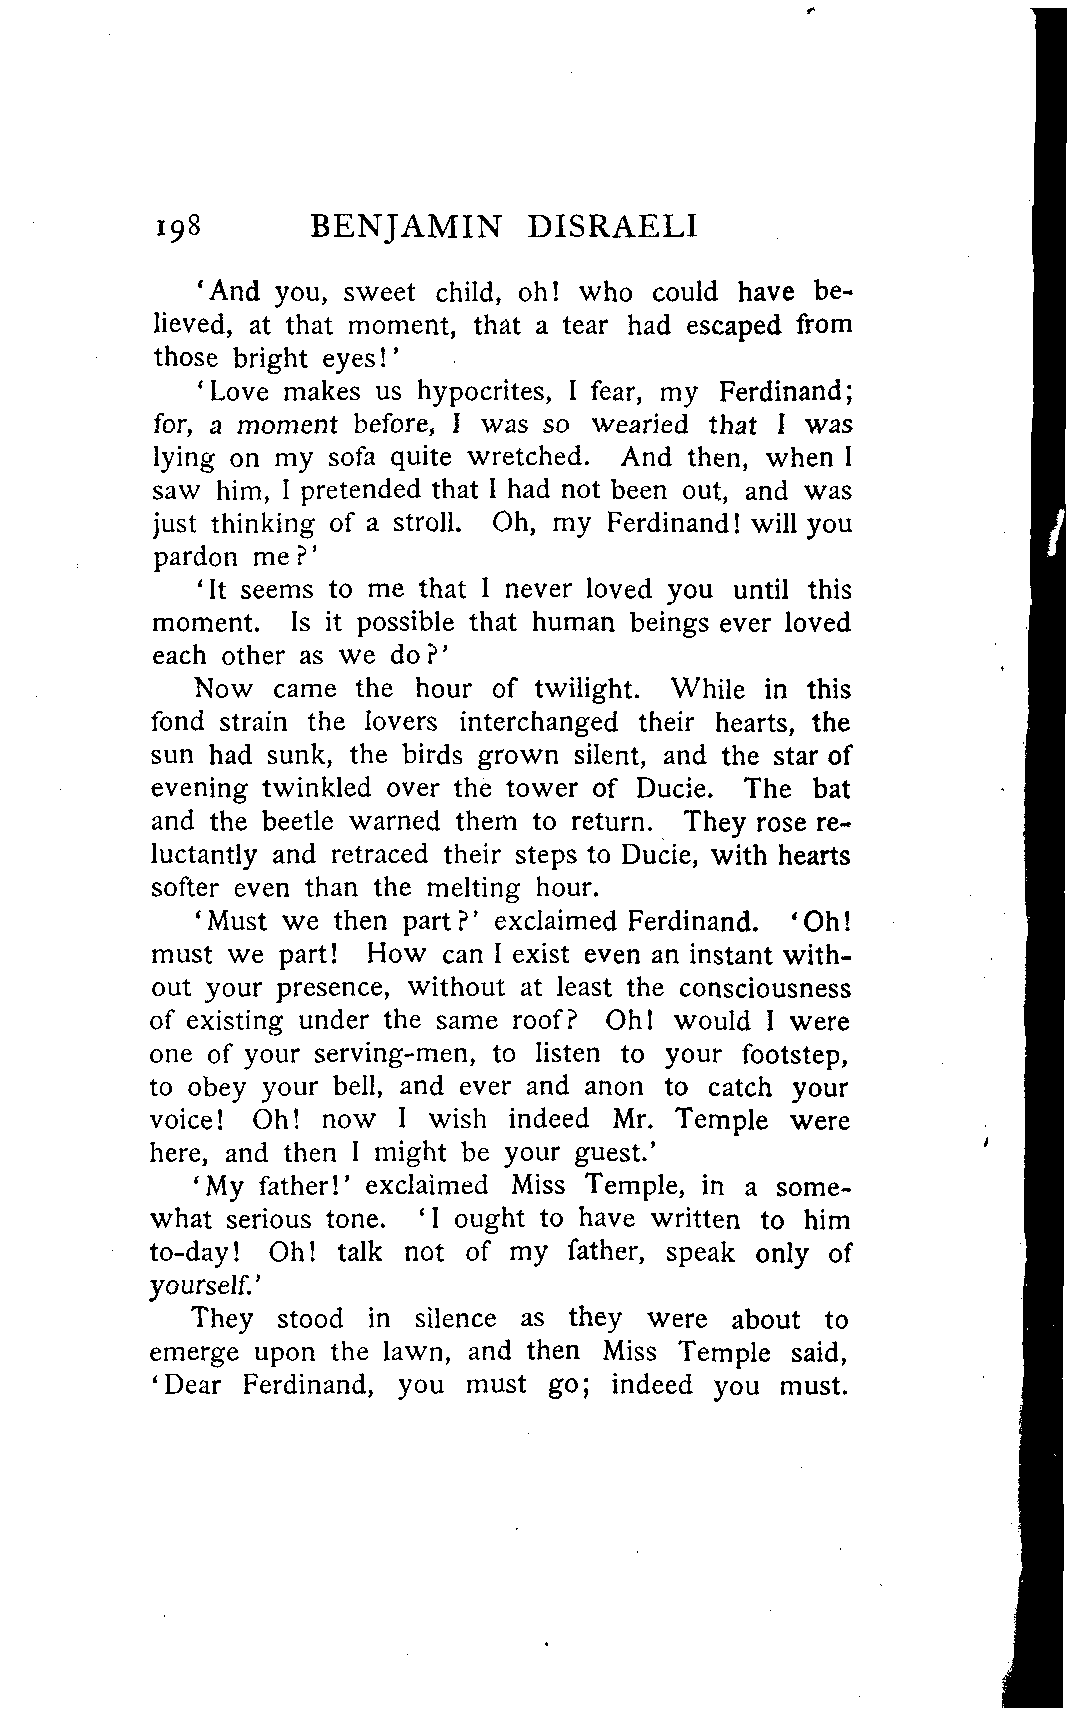 198 BENJAMIN DISRAELI
‘And you, sweet child, oh! who could have be-
lieved, at that moment, that a tear had escaped from
those bright eyes!’
‘Love makes us hypocrites, I fear, my Ferdinand;
for, a moment before, I was so wearied that I was
lying on my sofa quite wretched. And then, when I
saw him, I pretended that I had not been out, and was
just thinking of a stroll. Oh, my Ferdinand! will you
pardon me?’
‘It seems to me that I never loved you until this
moment. Is it possible that human beings ever loved
each other as we do?’
Now came the hour of twilight. While in this
fond strain the lovers interchanged their hearts, the
sun had sunk, the birds grown silent, and the star of
evening twinkled over the tower of Ducie. The bat
and the beetle warned them to return. They rose re-
luctantly and retraced their steps to Ducie, with hearts
softer even than the melting hour.
‘Must we then part?’ exclaimed Ferdinand. ‘Oh!
must we part! How can I exist even an instant with-
out your presence, without at least the consciousness
of existing under the same roof? Oh! would I were
one of your serving-men, to listen to your footstep,
to obey your bell, and ever and anon to catch your
voice! Oh! now I wish indeed Mr. Temple were
here, and then I might be your guest.’
‘My father!’ exclaimed Miss Temple, in a some-
what serious tone. ‘I ought to have written to him
to-day! Oh! talk not of my father, speak only of
yourself.’
They stood in silence as they were about to
emerge upon the lawn, and then Miss Temple said,
‘Dear Ferdinand, you must go; indeed you must.